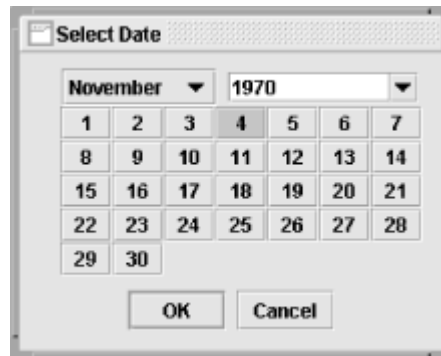 Select Date
November 1970
1 2 3 4 5 6 7
8 9 10 11 12 13 14
15 16 17 18 19 20 21
22 23 24 25 26 27 28
29 30
OK Cancel